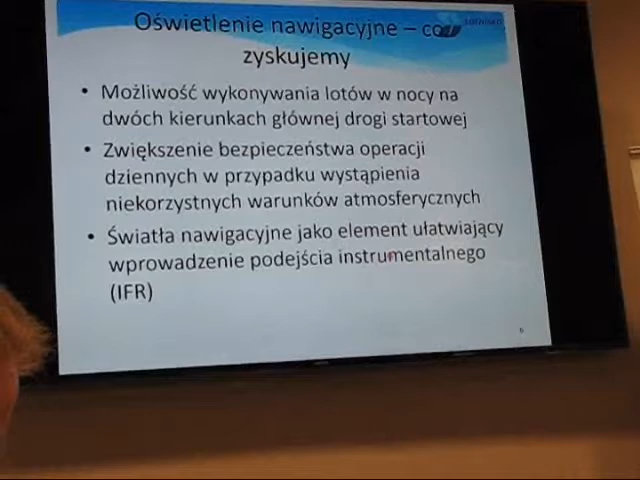 Oświetlenie nawigacyjne – co
zyskujemy
• Możliwość wykonywania lotów w nocy na
dwóch kierunkach głównej drogi startowej
• Zwiększenie bezpieczeństwa operacji
dziennych w przypadku wystąpienia
niekorzystnych warunków atmosferycznych
• Światła nawigacyjne jako element ułatwiający
wprowadzenie podejścia instrumentalnego
(IFR)